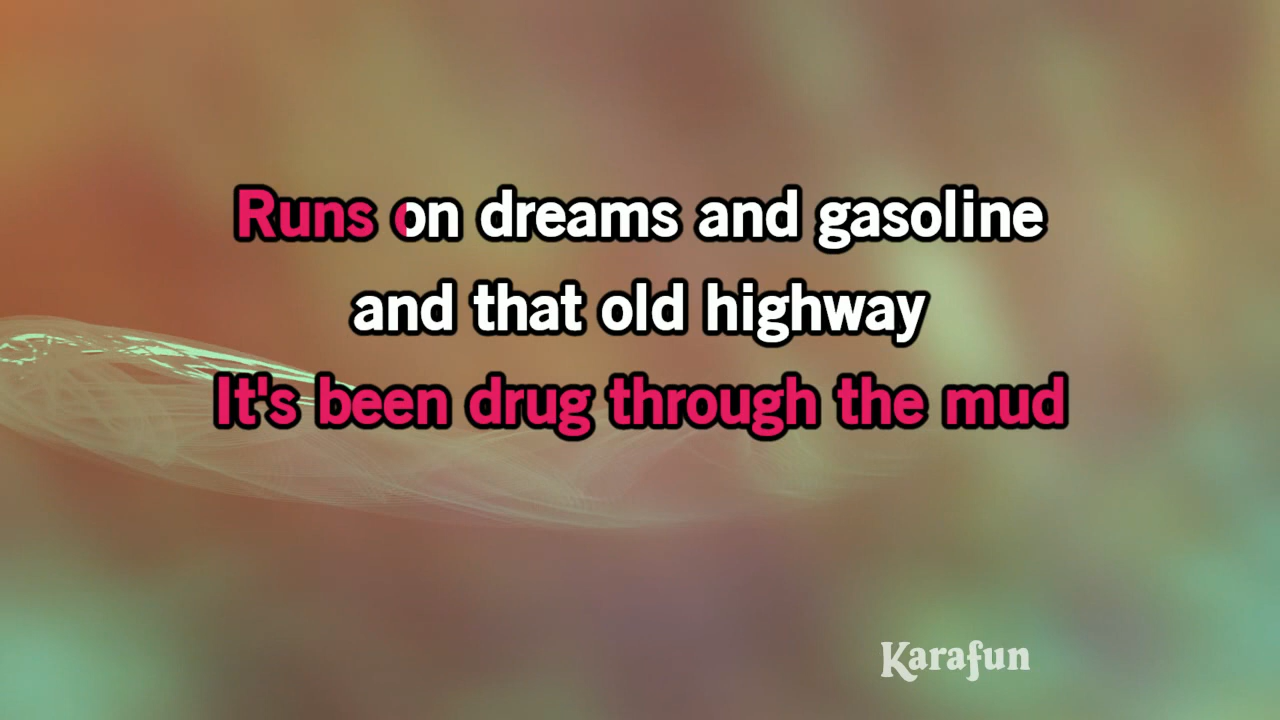 Runs on dreams and gasoline
and that old highway
It's been drug through the mud
Karafun